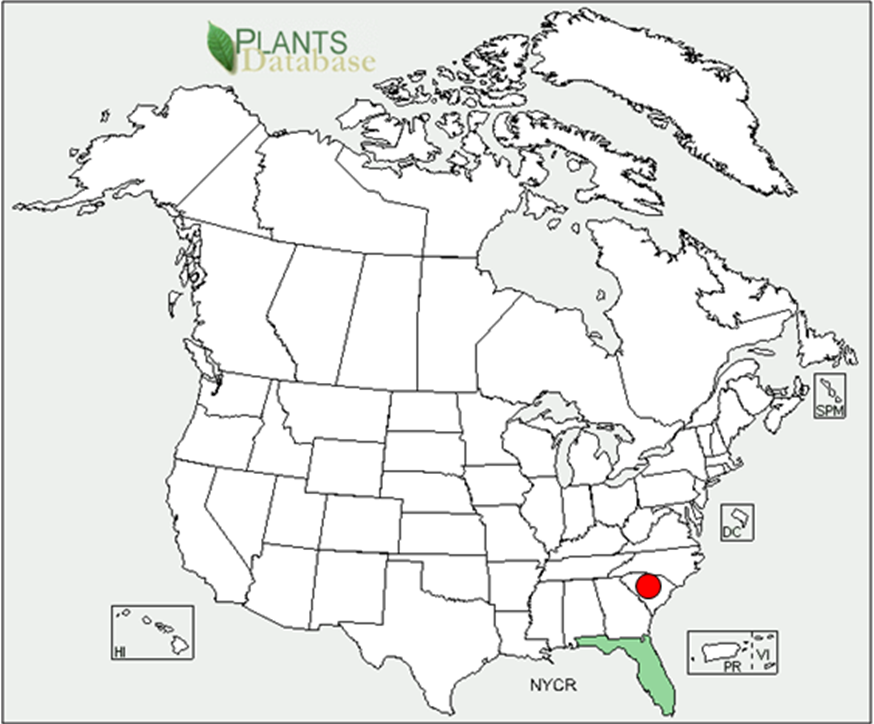 PLANTS
Database
SPM
DC
HI
PR VI
NYCR